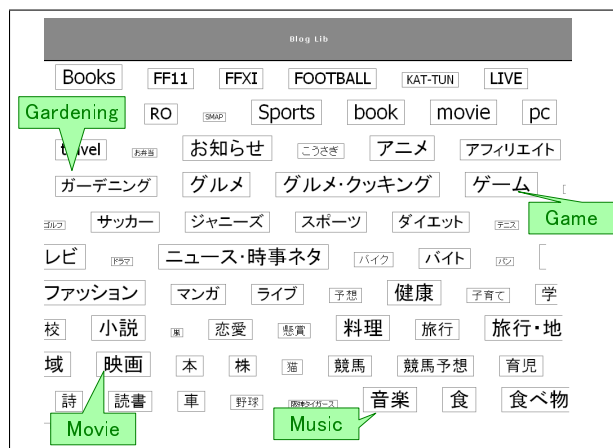 Blog Lib
Books FF11 FFXI FOOTBALL KAT-TUN LIVE
Gardening
RO SMAP Sports book movie pc
travel お弁当 お知らせ こうさぎ アニメ アフィリエイト
ガーデニング グルメ グルメ・クッキング ゲーム
Game
ゴルフ サッカー ジャニーズ スポーツ ダイエット テニス
レビ ドラマ ニュース・時事ネタ バイク バイト パン
ファッション マンガ ライブ 予想 健康 子育て 学
校 小説 嵐 恋愛 懸賞 料理 旅行 旅行・地
域 映画 本 株 猫 競馬 競馬予想 育児
詩 読書 車 野球 阪神タイガース 音楽 食 食べ物
Movie
Music